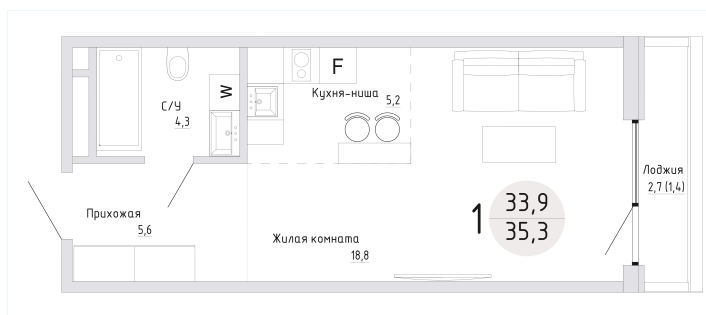 F
Кухня-ниша
5,2
W
С/У
4,3
Лоджия
2,7 (1,4)
Прихожая
5,6
1
33,9
35,3
Жилая комната
18,8